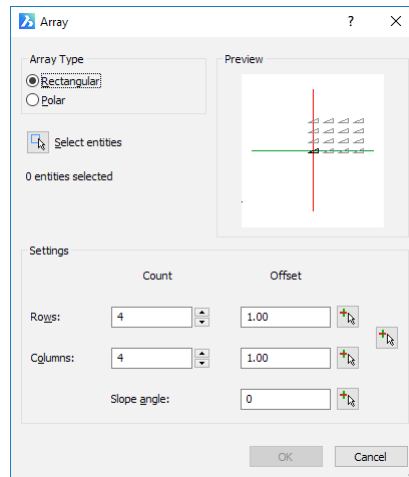 Array
Array Type
Preview
Rectangular
Polar
Select entities
0 entities selected
Settings
Count Offset
Rows: 4 1.00
Columns: 4 1.00
Slope angle: 0
OK Cancel